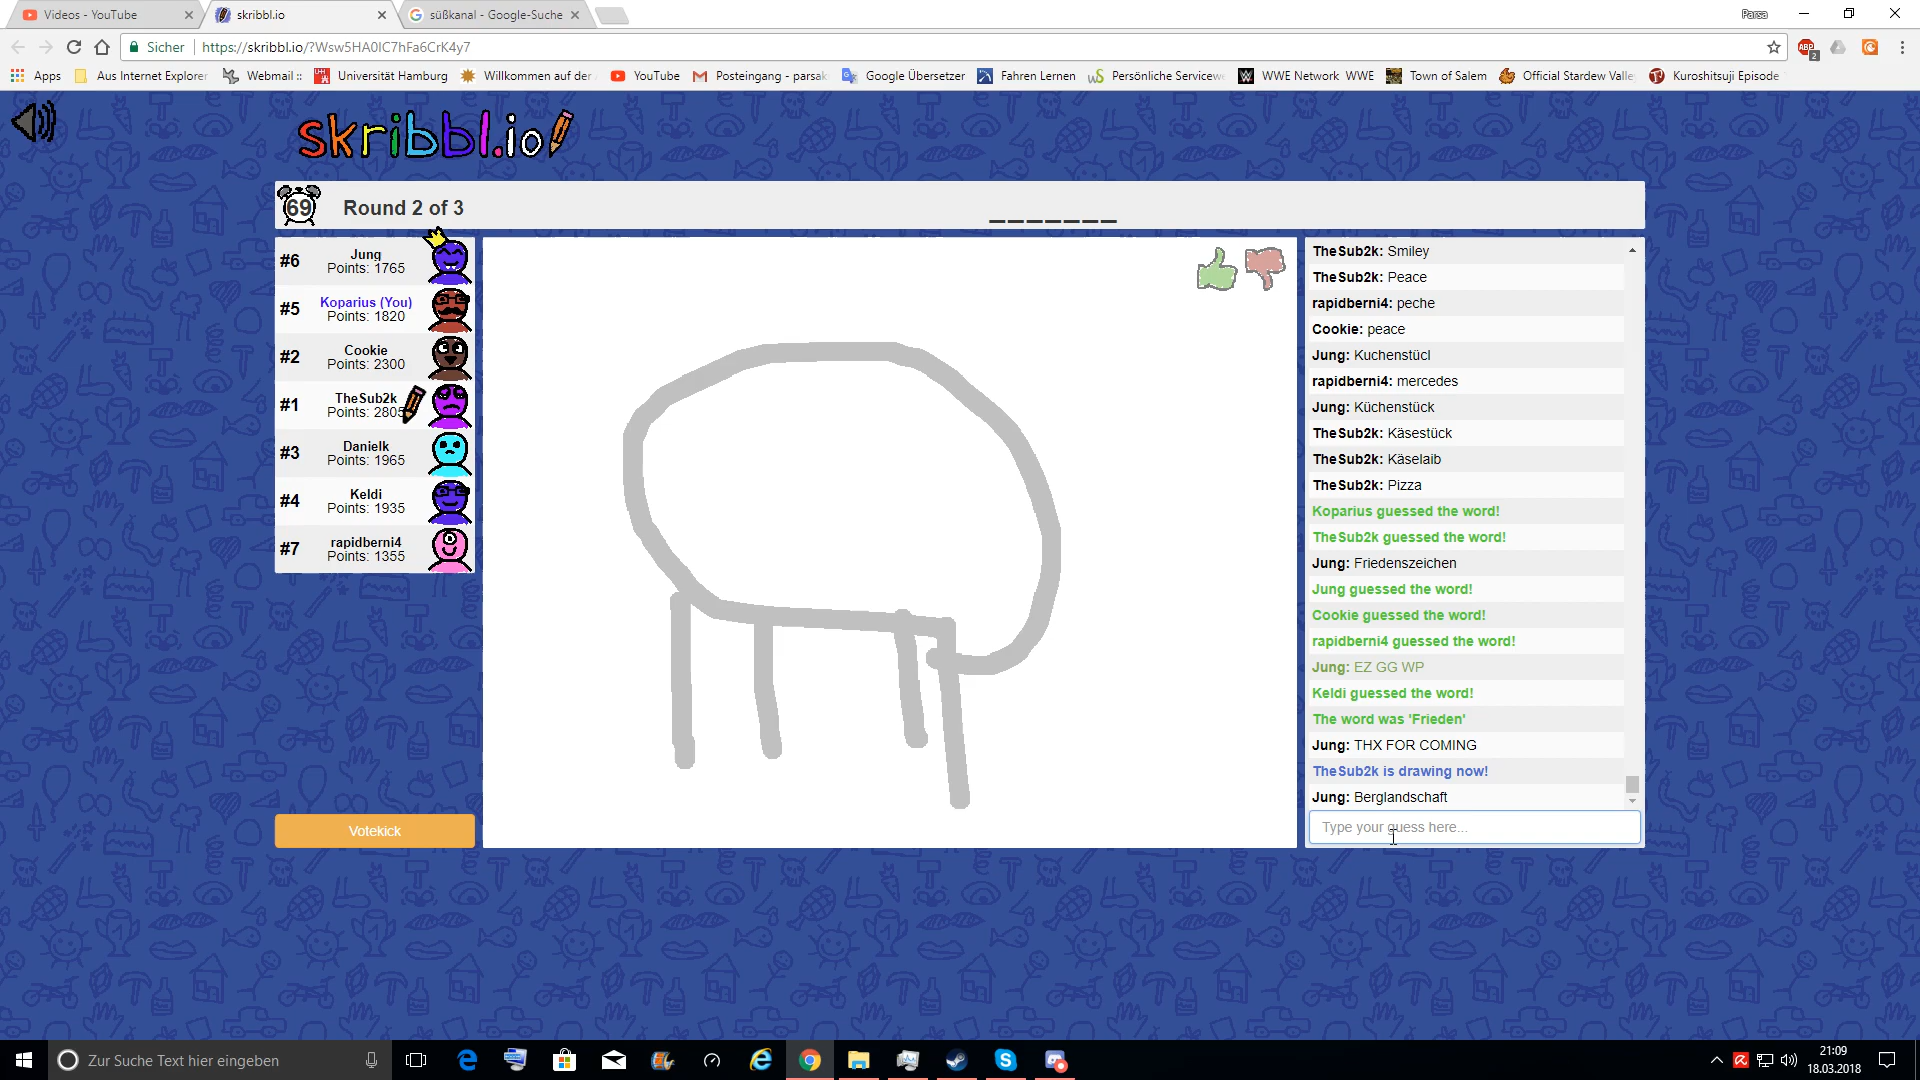 Videos - YouTube
skribbl.io
süßkanal - Google-Suche
Parsa
Sicher
https://skribbl.io/?Wsw5HA0IC7hFa6CrK4y7
ABP
2
Apps
Aus Internet Explorer
Webmail ::
Universität Hamburg
Willkommen auf der
YouTube
Posteingang - parsak
Google Übersetzer
Fahren Lernen
Persönliche Servicew
WWE Network WWE
Town of Salem
Official Stardew Valle
Kuroshitsuji Episode
skribbl.io
69
Round 2 of 3
_______
#6
Jung
Points: 1765
#5
Koparius (You)
Points: 1820
#2
Cookie
Points: 2300
#1
TheSub2k
Points: 2805
#3
Danielk
Points: 1965
#4
Keldi
Points: 1935
#7
rapidberni4
Points: 1355
Votekick
TheSub2k: Smiley
TheSub2k: Peace
rapidberni4: peche
Cookie: peace
Jung: Kuchenstücl
rapidberni4: mercedes
Jung: Küchenstück
TheSub2k: Käsestück
TheSub2k: Käselaib
TheSub2k: Pizza
Koparius guessed the word!
TheSub2k guessed the word!
Jung: Friedenszeichen
Jung guessed the word!
Cookie guessed the word!
rapidberni4 guessed the word!
Jung: EZ GG WP
Keldi guessed the word!
The word was 'Frieden'
Jung: THX FOR COMING
TheSub2k is drawing now!
Jung: Berglandschaft
Type your guess here...
Zur Suche Text hier eingeben
21:09
18.03.2018